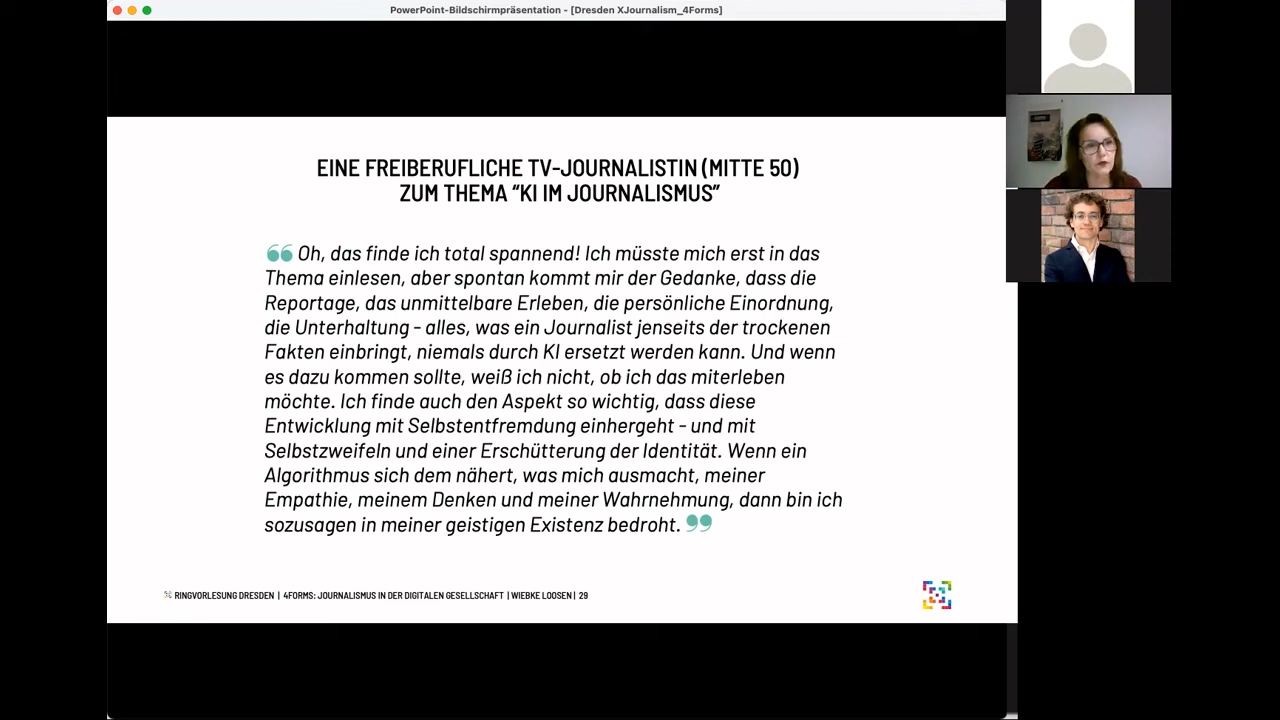 PowerPoint-Bildschirmpräsentation - [Dresden XJournalism_4Forms]
EINE FREIBERUFLICHE TV-JOURNALISTIN (MITTE 50)
ZUM THEMA “KI IM JOURNALISMUS”
“ Oh, das finde ich total spannend! Ich müsste mich erst in das
Thema einlesen, aber spontan kommt mir der Gedanke, dass die
Reportage, das unmittelbare Erleben, die persönliche Einordnung,
die Unterhaltung - alles, was ein Journalist jenseits der trockenen
Fakten einbringt, niemals durch KI ersetzt werden kann. Und wenn
es dazu kommen sollte, weiß ich nicht, ob ich das miterleben
möchte. Ich finde auch den Aspekt so wichtig, dass diese
Entwicklung mit Selbstentfremdung einhergeht - und mit
Selbstzweifeln und einer Erschütterung der Identität. Wenn ein
Algorithmus sich dem nähert, was mich ausmacht, meiner
Empathie, meinem Denken und meiner Wahrnehmung, dann bin ich
sozusagen in meiner geistigen Existenz bedroht. ”
RINGVORLESUNG DRESDEN | 4FORMS: JOURNALISMUS IN DER DIGITALEN GESELLSCHAFT | WIEBKE LOOSEN | 29